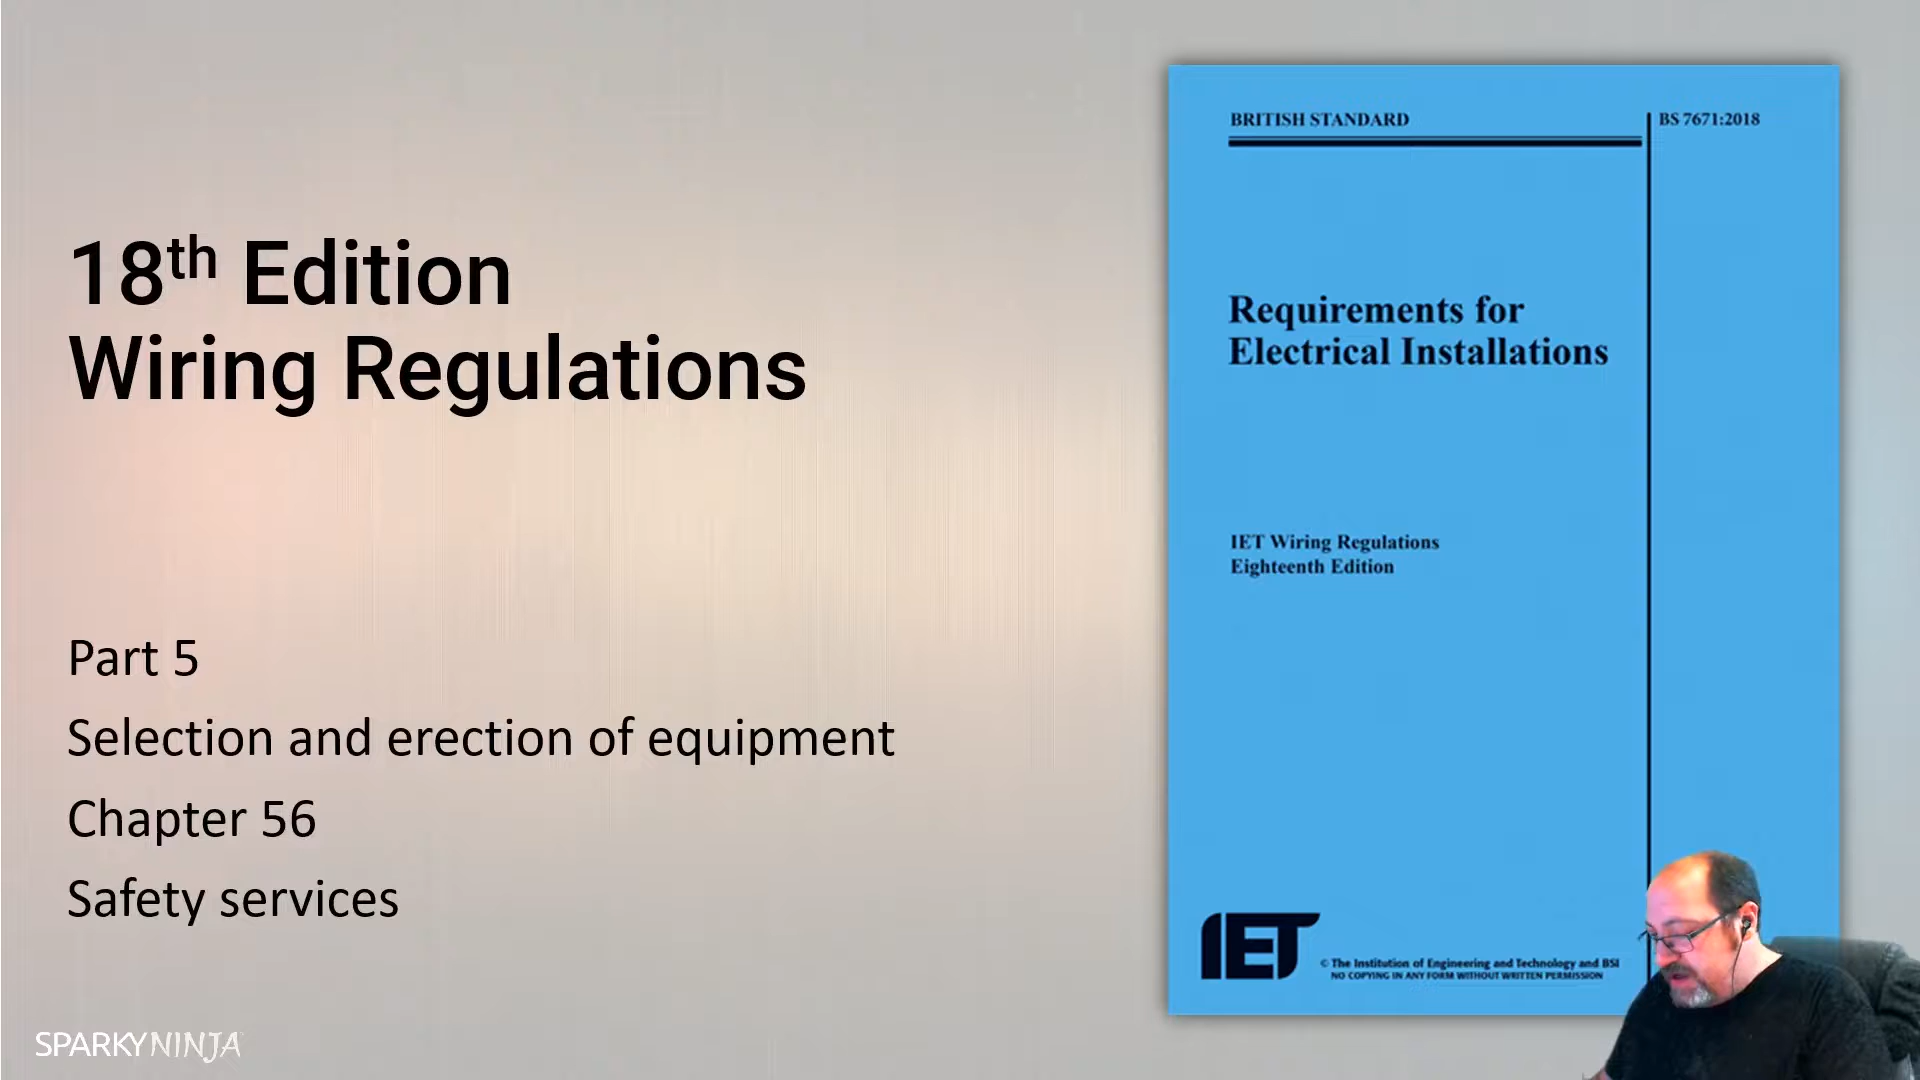 18th Edition
Wiring Regulations
Part 5
Selection and erection of equipment
Chapter 56
Safety services
SPARKYNINJA
BRITISH STANDARD
BS 7671:2018
Requirements for
Electrical Installations
IET Wiring Regulations
Eighteenth Edition
IET
© The Institution of Engineering and Technology and BSI
NO COPYING IN ANY FORM WITHOUT WRITTEN PERMISSION